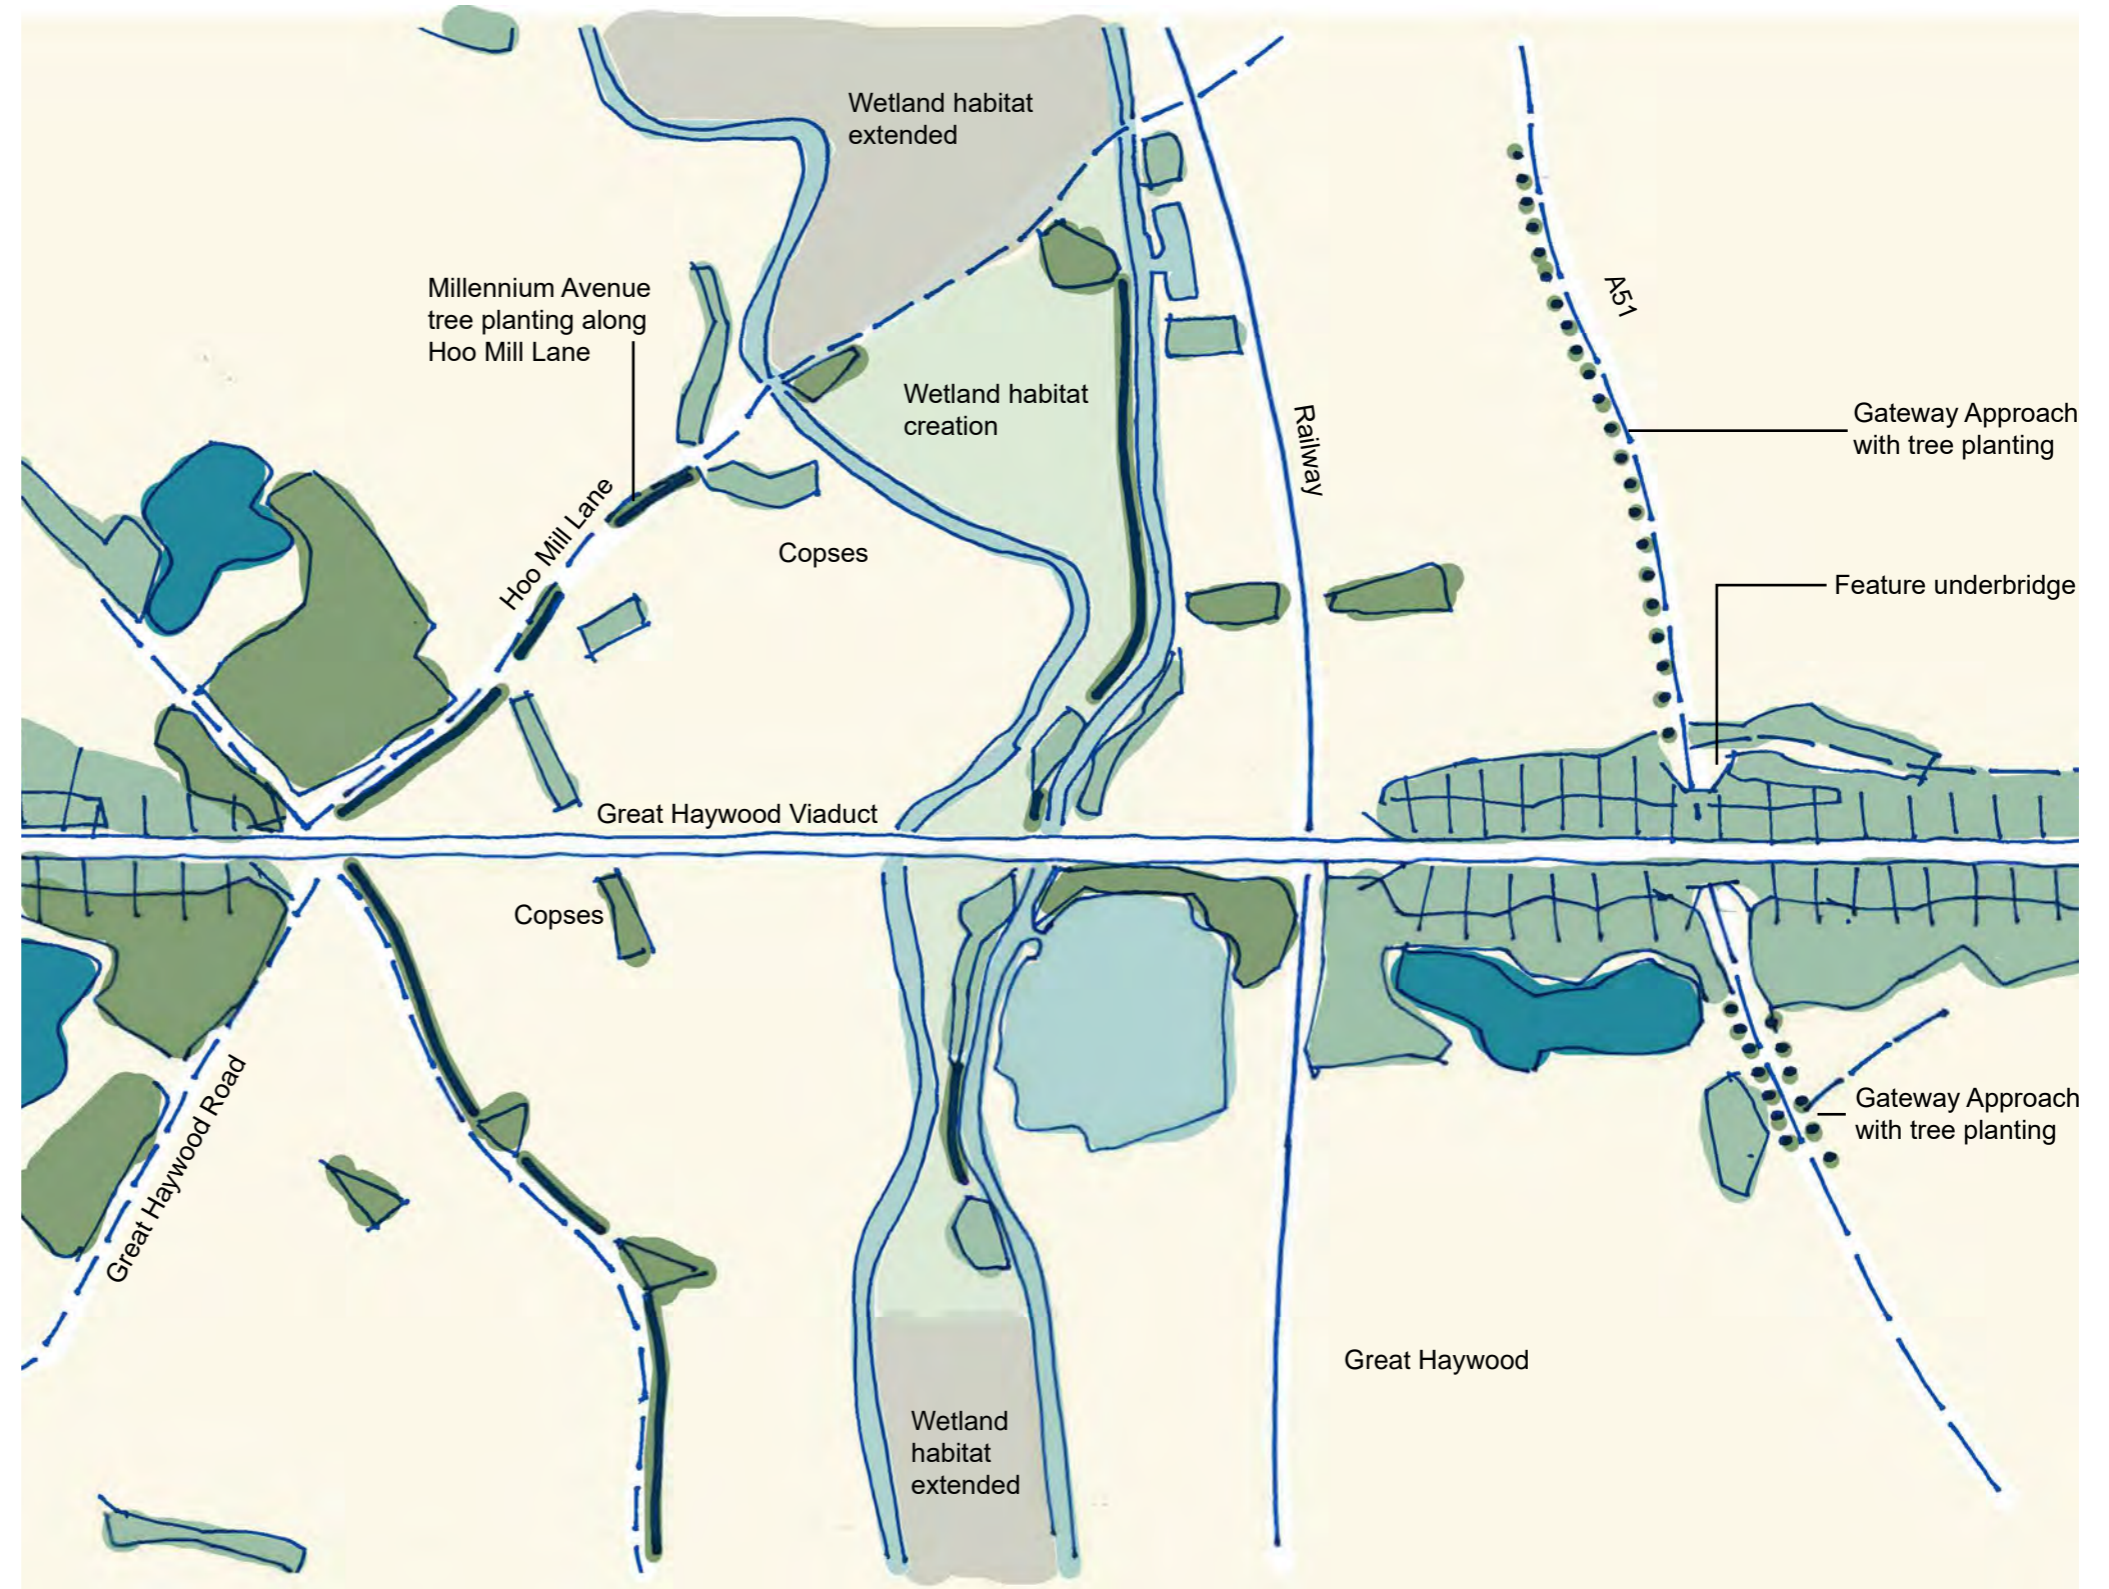 Wetland habitat
extended
Millennium Avenue
tree planting along
Hoo Mill Lane
A51
Wetland habitat
creation
Railway
Gateway Approach
with tree planting
Hoo Mill Lane
Copses
Feature underbridge
Great Haywood Viaduct
Copses
Great Haywood Road
Gateway Approach
with tree planting
Great Haywood
Wetland
habitat
extended